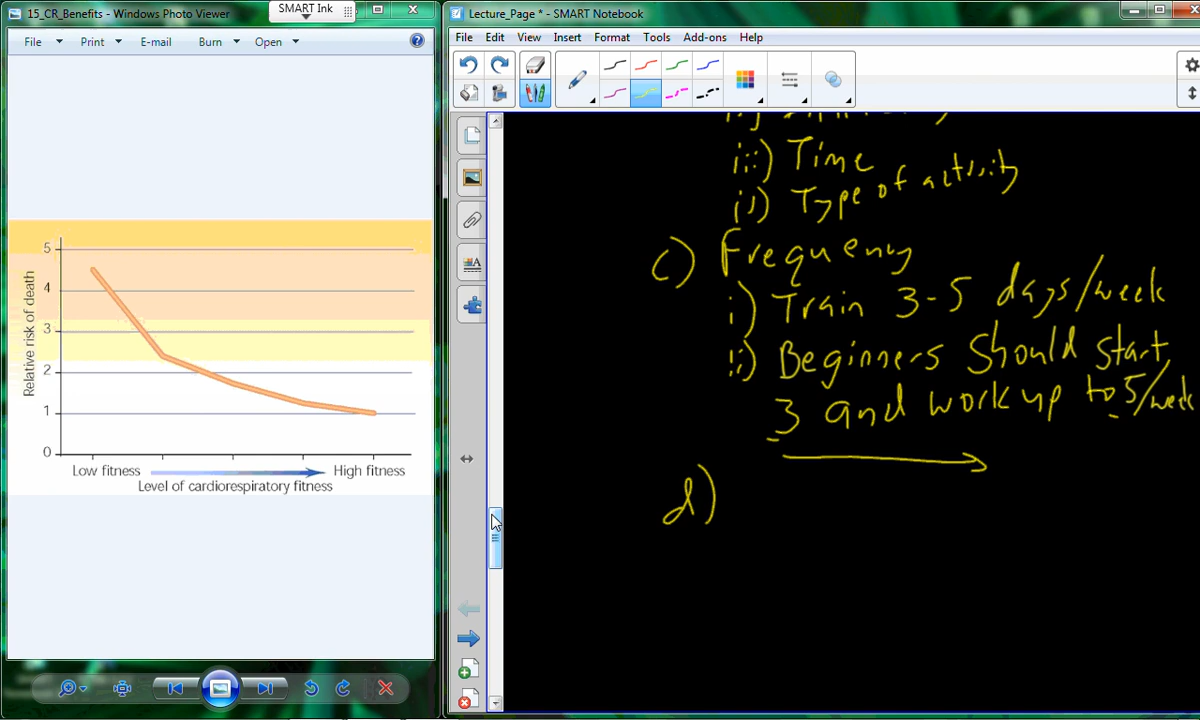 15_CR_Benefits - Windows Photo Viewer
SMART Ink
File Print E-mail Burn Open
5
4
3
2
1
0
Relative risk of death
Low fitness High fitness
Level of cardiorespiratory fitness
Lecture_Page * - SMART Notebook
File Edit View Insert Format Tools Add-ons Help
iii) Time
iv) Type of activity
c) Frequency
i) Train 3-5 days/week
ii) Beginners should start
3 and work up to 5/week
d)